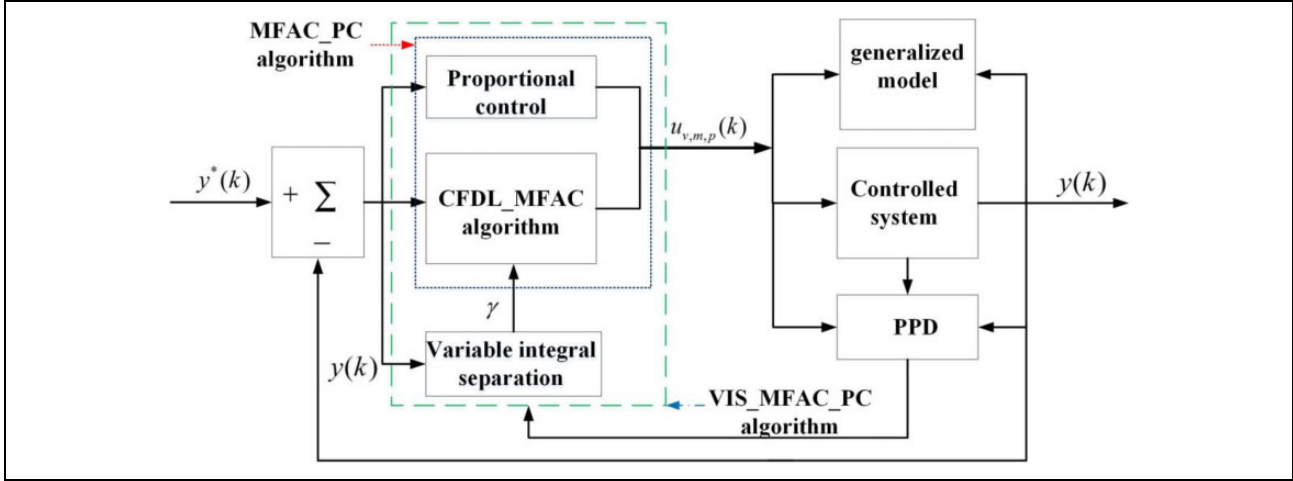 MFAC_PC
algorithm
Proportional
control
generalized
model
u_{v,m,p}(k)
y*(k)
+ Σ
−
CFDL_MFAC
algorithm
Controlled
system
y(k)
γ
PPD
Variable integral
separation
y(k)
VIS_MFAC_PC
algorithm